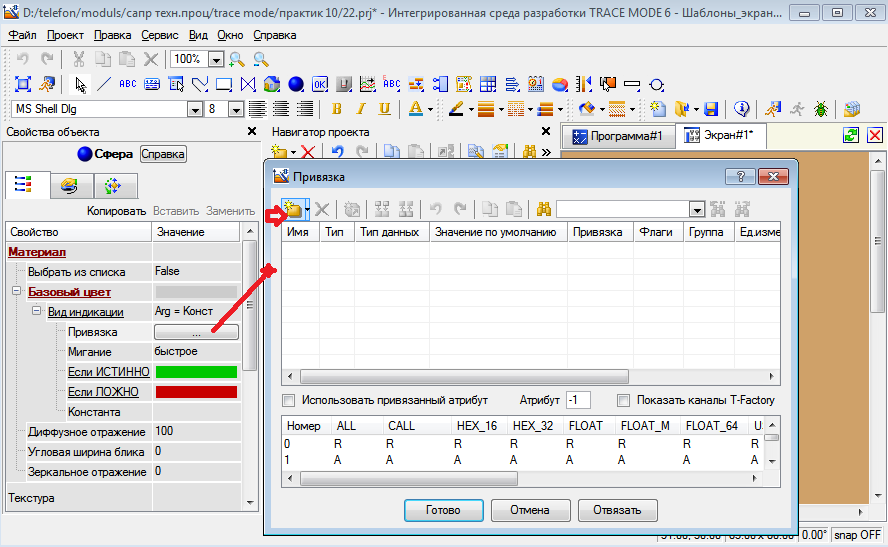 D:/telefon/moduls/сапр техн.проц/trace mode/практик 10/22.prj* - Интегрированная среда разработки TRACE MODE 6 - Шаблоны_экран...
Файл Проект Правка Сервис Вид Окно Справка
100%
ABC OK ABC
MS Shell Dlg 8 B I U A
Свойства объекта
Навигатор проекта
Программа#1 Экран#1*
Сфера Справка
Копировать Вставить Заменить
Свойство Значение
Материал
Выбрать из списка False
Базовый цвет
Вид индикации Arg = Конст
Привязка ...
Мигание быстрое
Если ИСТИННО
Если ЛОЖНО
Константа
Диффузное отражение 100
Угловая ширина блика 0
Зеркальное отражение 0
Текстура
Привязка
Имя Тип Тип данных Значение по умолчанию Привязка Флаги Группа Ед.изме
Использовать привязанный атрибут Атрибут -1 Показать каналы T-Factory
Номер ALL CALL HEX_16 HEX_32 FLOAT FLOAT_M FLOAT_64
0 R R R R R R R R
1 A A A A A A A A
Готово Отмена Отвязать
0.00° snap OFF